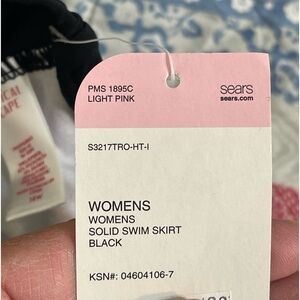 PMS 1895C
LIGHT PINK
sears
sears.com
S3217TRO-HT-I
WOMENS
WOMENS
SOLID SWIM SKIRT
BLACK
KSN#: 04604106-7